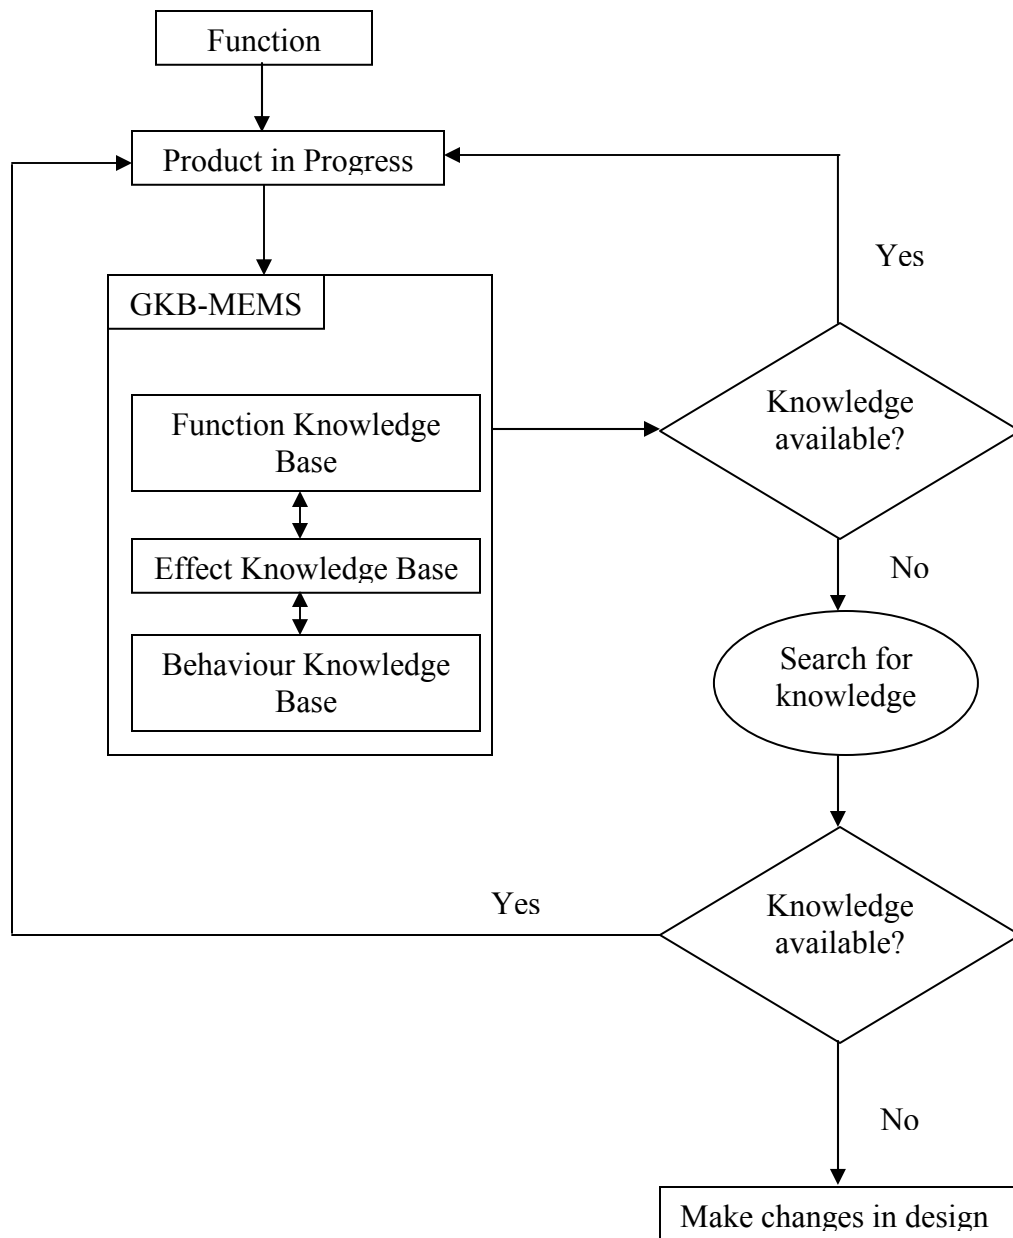 Function
Product in Progress
Yes
GKB-MEMS
Knowledge
available?
Function Knowledge
Base
No
Effect Knowledge Base
Behaviour Knowledge
Base
Search for
knowledge
Yes
Knowledge
available?
No
Make changes in design